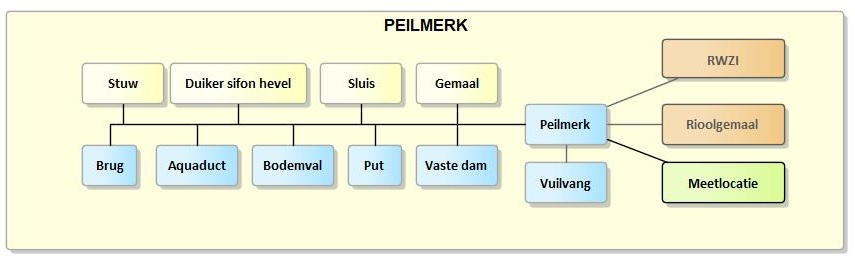 PEILMERK
RWZI
Stuw
Duiker sifon hevel
Sluis
Gemaal
Peilmerk
Rioolgemaal
Brug
Aquaduct
Bodemval
Put
Vaste dam
Vuilvang
Meetlocatie